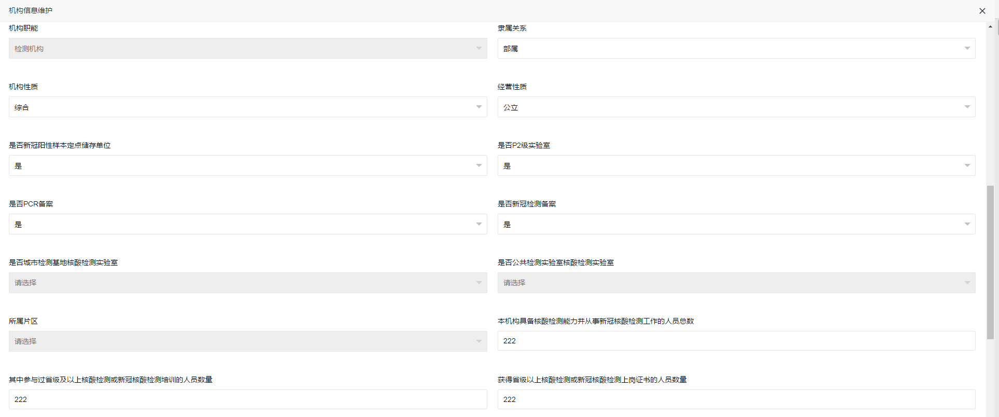 机构信息维护
机构职能
隶属关系
检测机构
部属
机构性质
经营性质
综合
公立
是否新冠阳性样本定点储存单位
是否P2级实验室
是
是
是否PCR备案
是否新冠检测备案
是
是
是否城市检测基地核酸检测实验室
是否公共检测实验室核酸检测实验室
请选择
请选择
所属片区
本机构具备核酸检测能力并从事新冠核酸检测工作的人员总数
请选择
222
其中参与过省级及以上核酸检测或新冠核酸检测培训的人员数量
获得省级以上核酸检测或新冠核酸检测上岗证书的人员数量
222
222